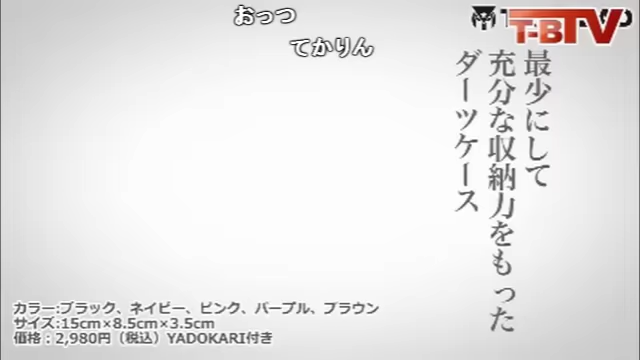 おっつ
てかりん
T-BTV
最少にして
充分な収納力をもった
ダーツケース
カラー:ブラック、ネイビー、ピンク、パープル、ブラウン
サイズ:15cm×8.5cm×3.5cm
価格：2,980円（税込）YADOKARI付き